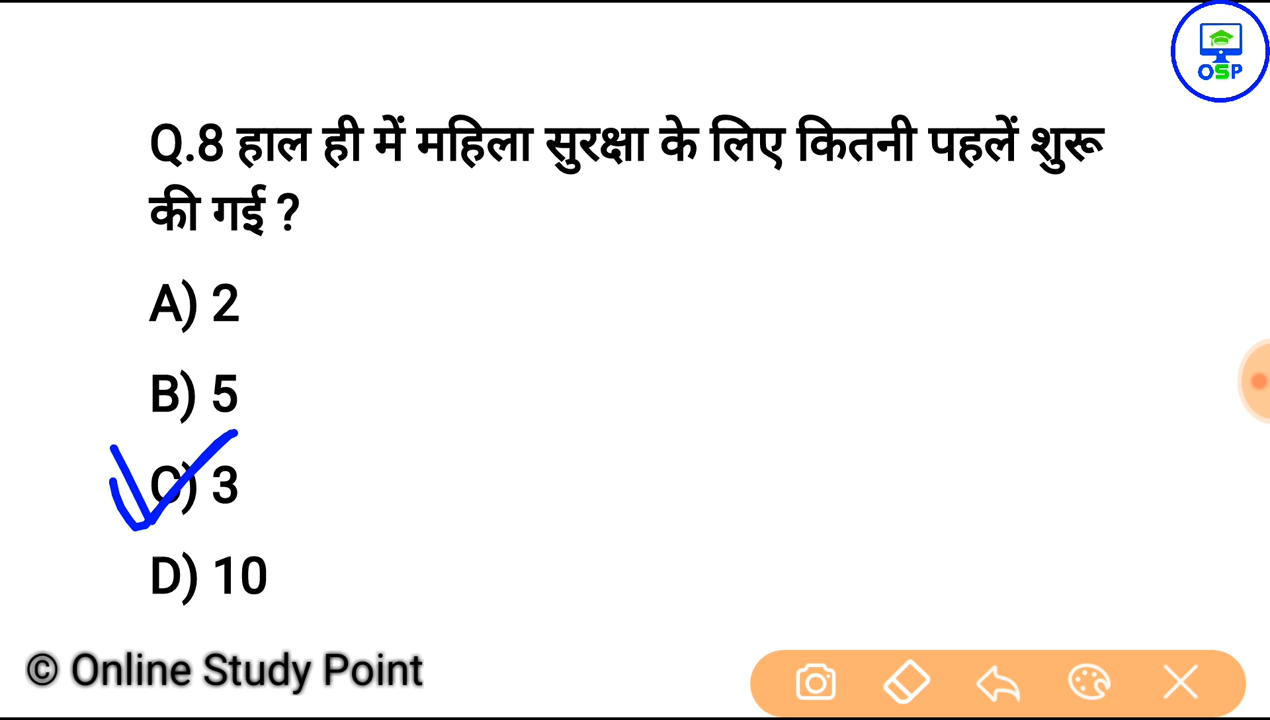 OSP
Q.8 हाल ही में महिला सुरक्षा के लिए कितनी पहलें शुरू
की गई ?
A) 2
B) 5
C) 3
D) 10
© Online Study Point